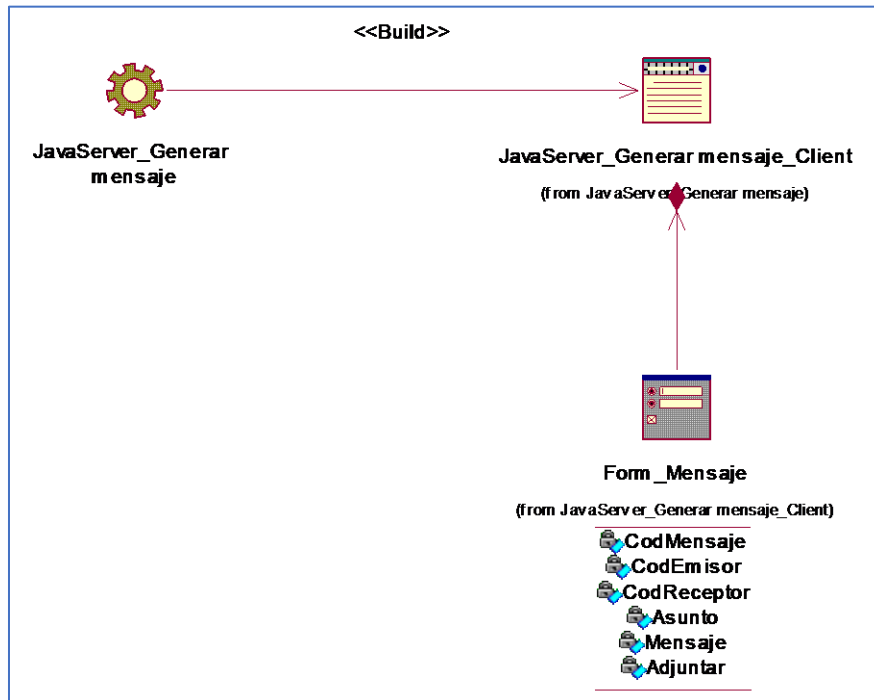 <<Build>>
JavaServer_Generar
mensaje
JavaServer_Generar mensaje_Client
(from JavaServer_Generar mensaje)
Form_Mensaje
(from JavaServer_Generar mensaje_Client)
CodMensaje
CodEmisor
CodReceptor
Asunto
Mensaje
Adjuntar